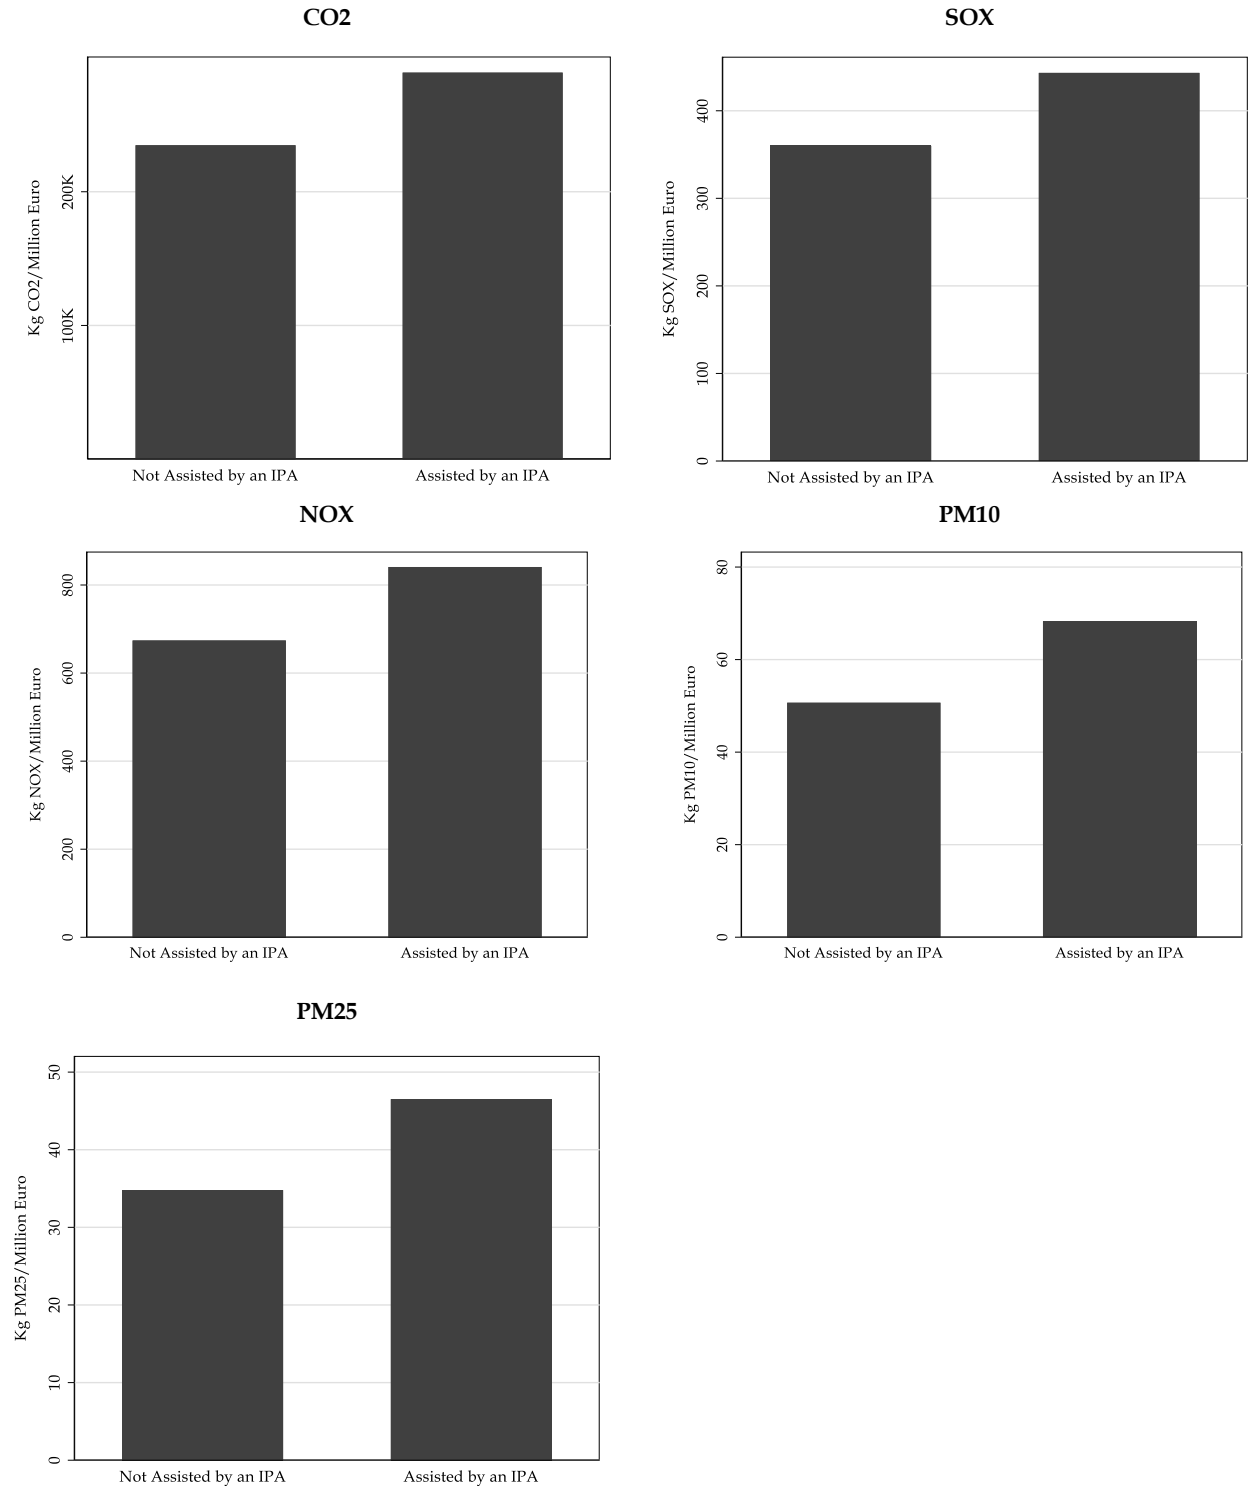 CO2
Kg CO2/Million Euro
200K
100K
Not Assisted by an IPA
Assisted by an IPA
SOX
Kg SOX/Million Euro
400
300
200
100
0
Not Assisted by an IPA
Assisted by an IPA
NOX
Kg NOX/Million Euro
800
600
400
200
0
Not Assisted by an IPA
Assisted by an IPA
PM10
Kg PM10/Million Euro
80
60
40
20
0
Not Assisted by an IPA
Assisted by an IPA
PM25
Kg PM25/Million Euro
50
40
30
20
10
0
Not Assisted by an IPA
Assisted by an IPA